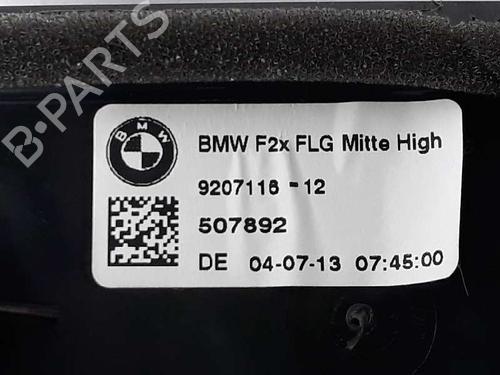 B-PARTS
BMW
BMW F2x FLG Mitte High
9207116 - 12
507892
DE 04-07-13 07:45:00